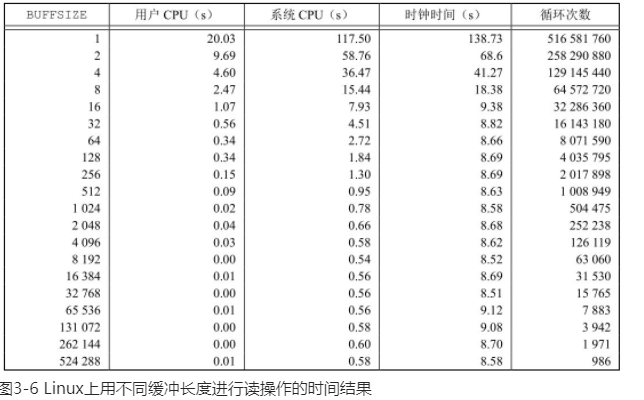 BUFFSIZE 用户 CPU（s） 系统 CPU（s） 时钟时间（s） 循环次数
1 20.03 117.50 138.73 516 581 760
2 9.69 58.76 68.6 258 290 880
4 4.60 36.47 41.27 129 145 440
8 2.47 15.44 18.38 64 572 720
16 1.07 7.93 9.38 32 286 360
32 0.56 4.51 8.82 16 143 180
64 0.34 2.72 8.66 8 071 590
128 0.34 1.84 8.69 4 035 795
256 0.15 1.30 8.69 2 017 898
512 0.09 0.95 8.63 1 008 949
1 024 0.02 0.78 8.58 504 475
2 048 0.04 0.66 8.68 252 238
4 096 0.03 0.58 8.62 126 119
8 192 0.00 0.54 8.52 63 060
16 384 0.01 0.56 8.69 31 530
32 768 0.00 0.56 8.51 15 765
65 536 0.01 0.56 9.12 7 883
131 072 0.00 0.58 9.08 3 942
262 144 0.00 0.60 8.70 1 971
524 288 0.01 0.58 8.58 986
图3-6 Linux上用不同缓冲长度进行读操作的时间结果